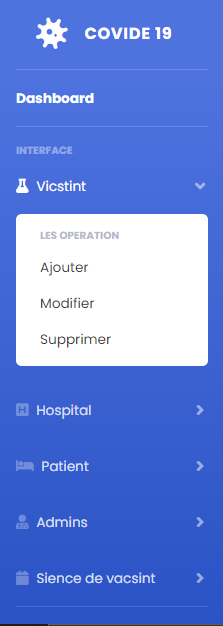 COVIDE 19
Dashboard
INTERFACE
Vicstint
LES OPERATION
Ajouter
Modifier
Supprimer
Hospital
Patient
Admins
Sience de vacsint